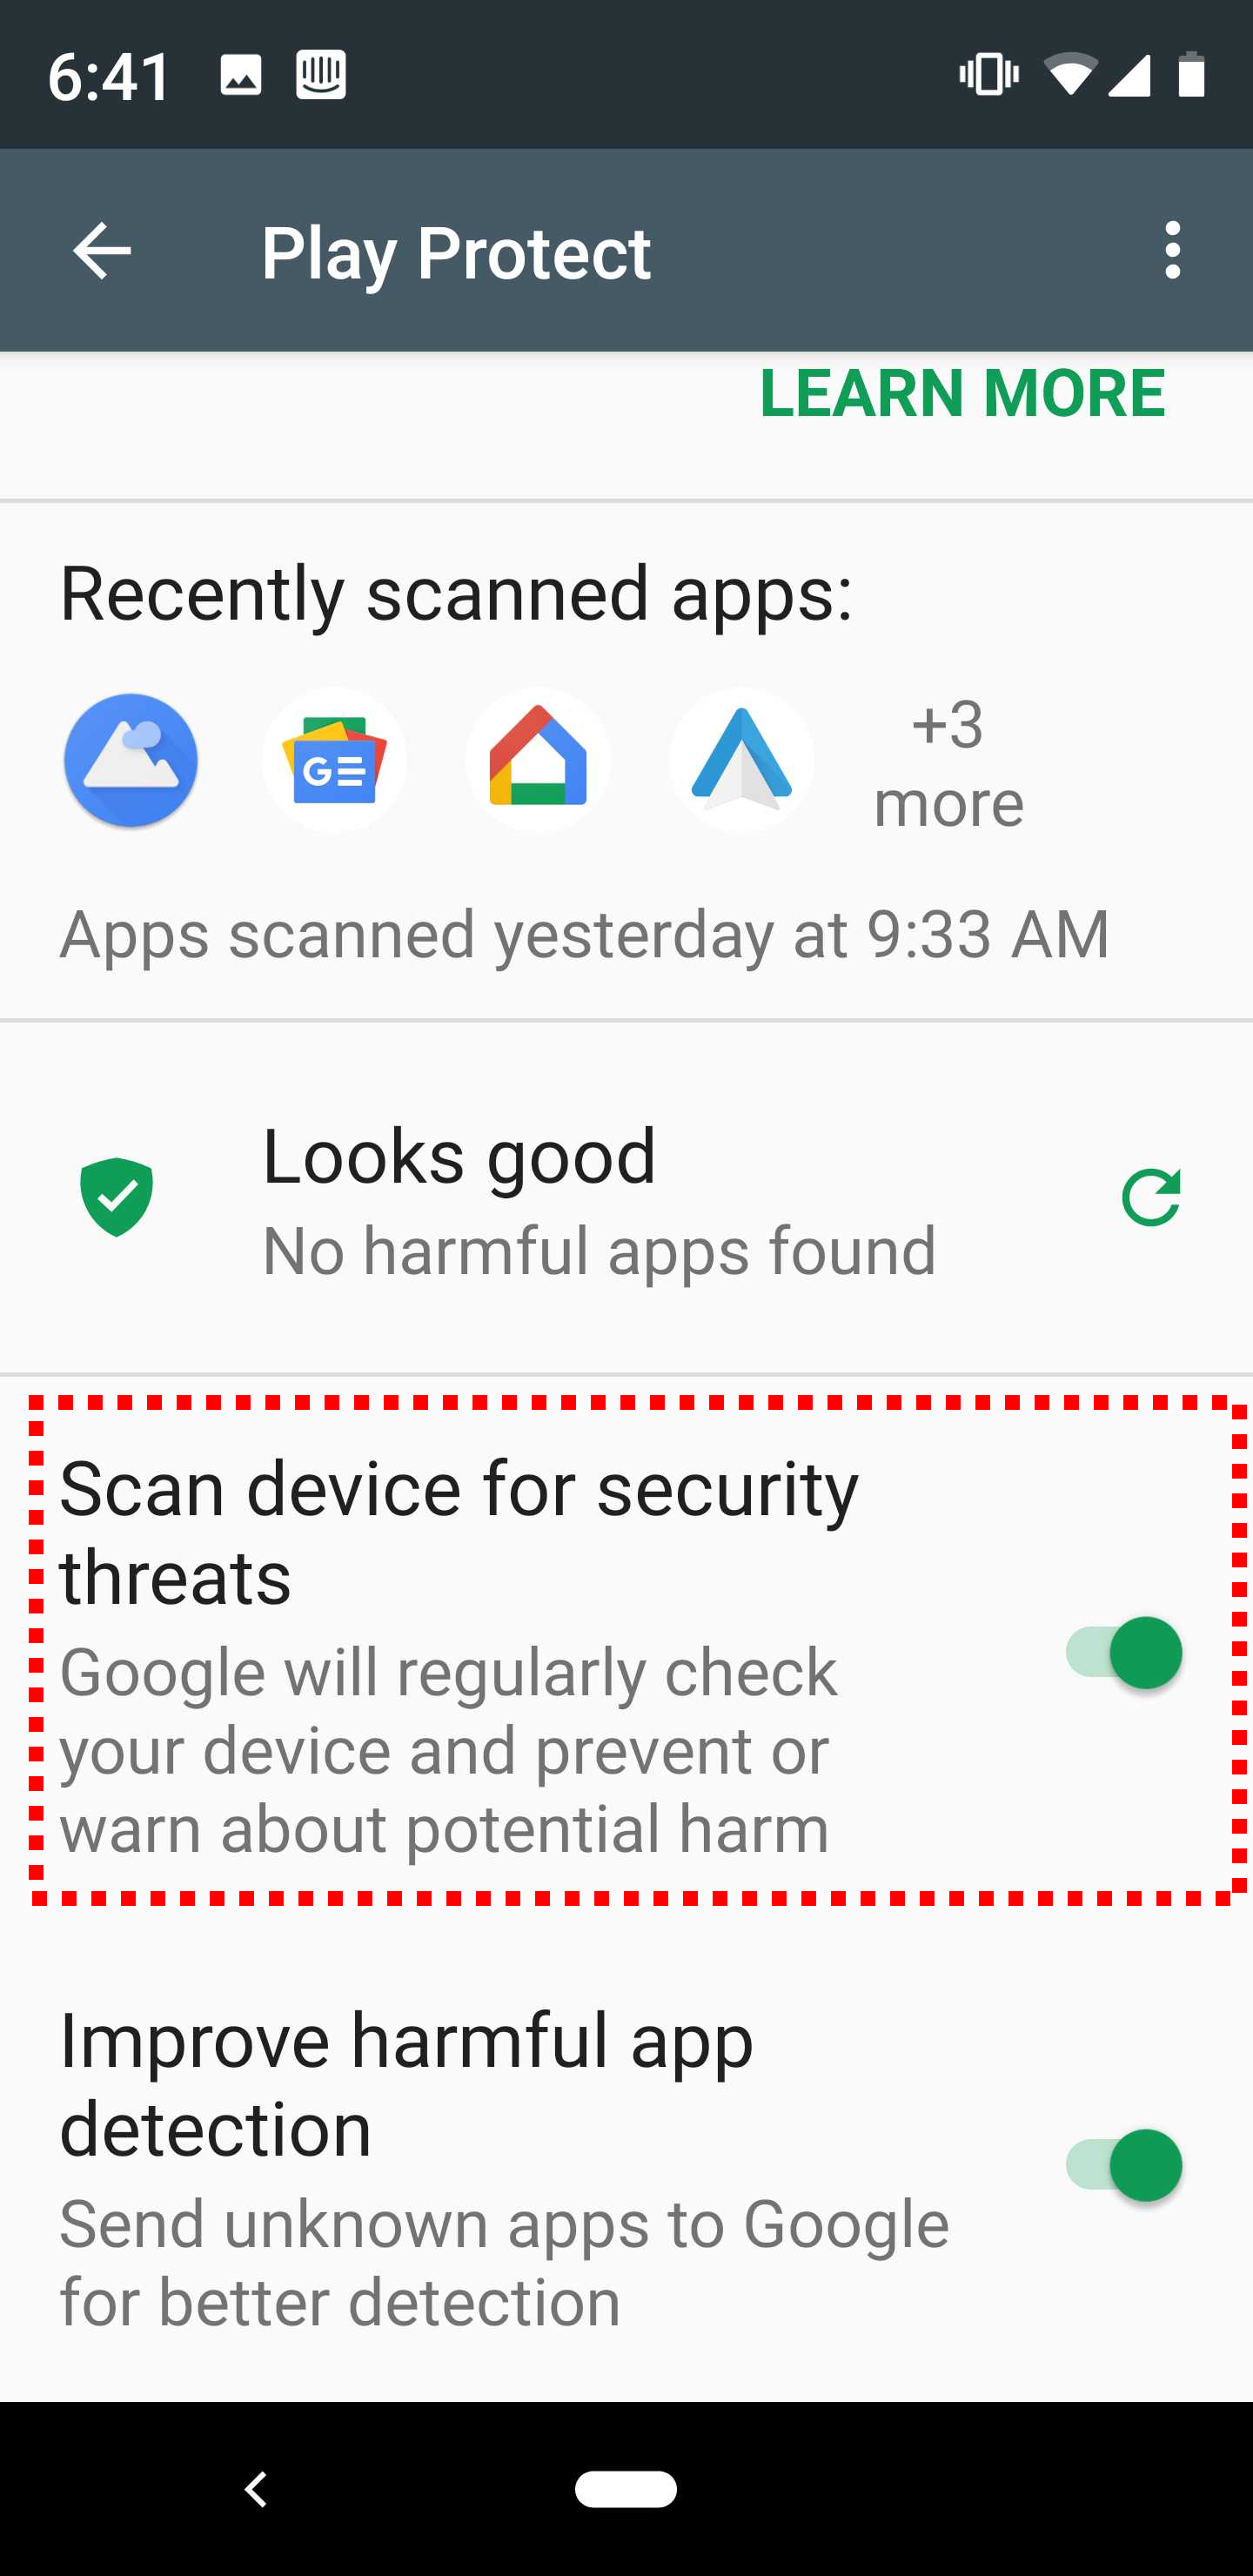 6:41
Play Protect
LEARN MORE
Recently scanned apps:
GE
+3
more
Apps scanned yesterday at 9:33 AM
Looks good
No harmful apps found
Scan device for security
threats
Google will regularly check
your device and prevent or
warn about potential harm
Improve harmful app
detection
Send unknown apps to Google
for better detection